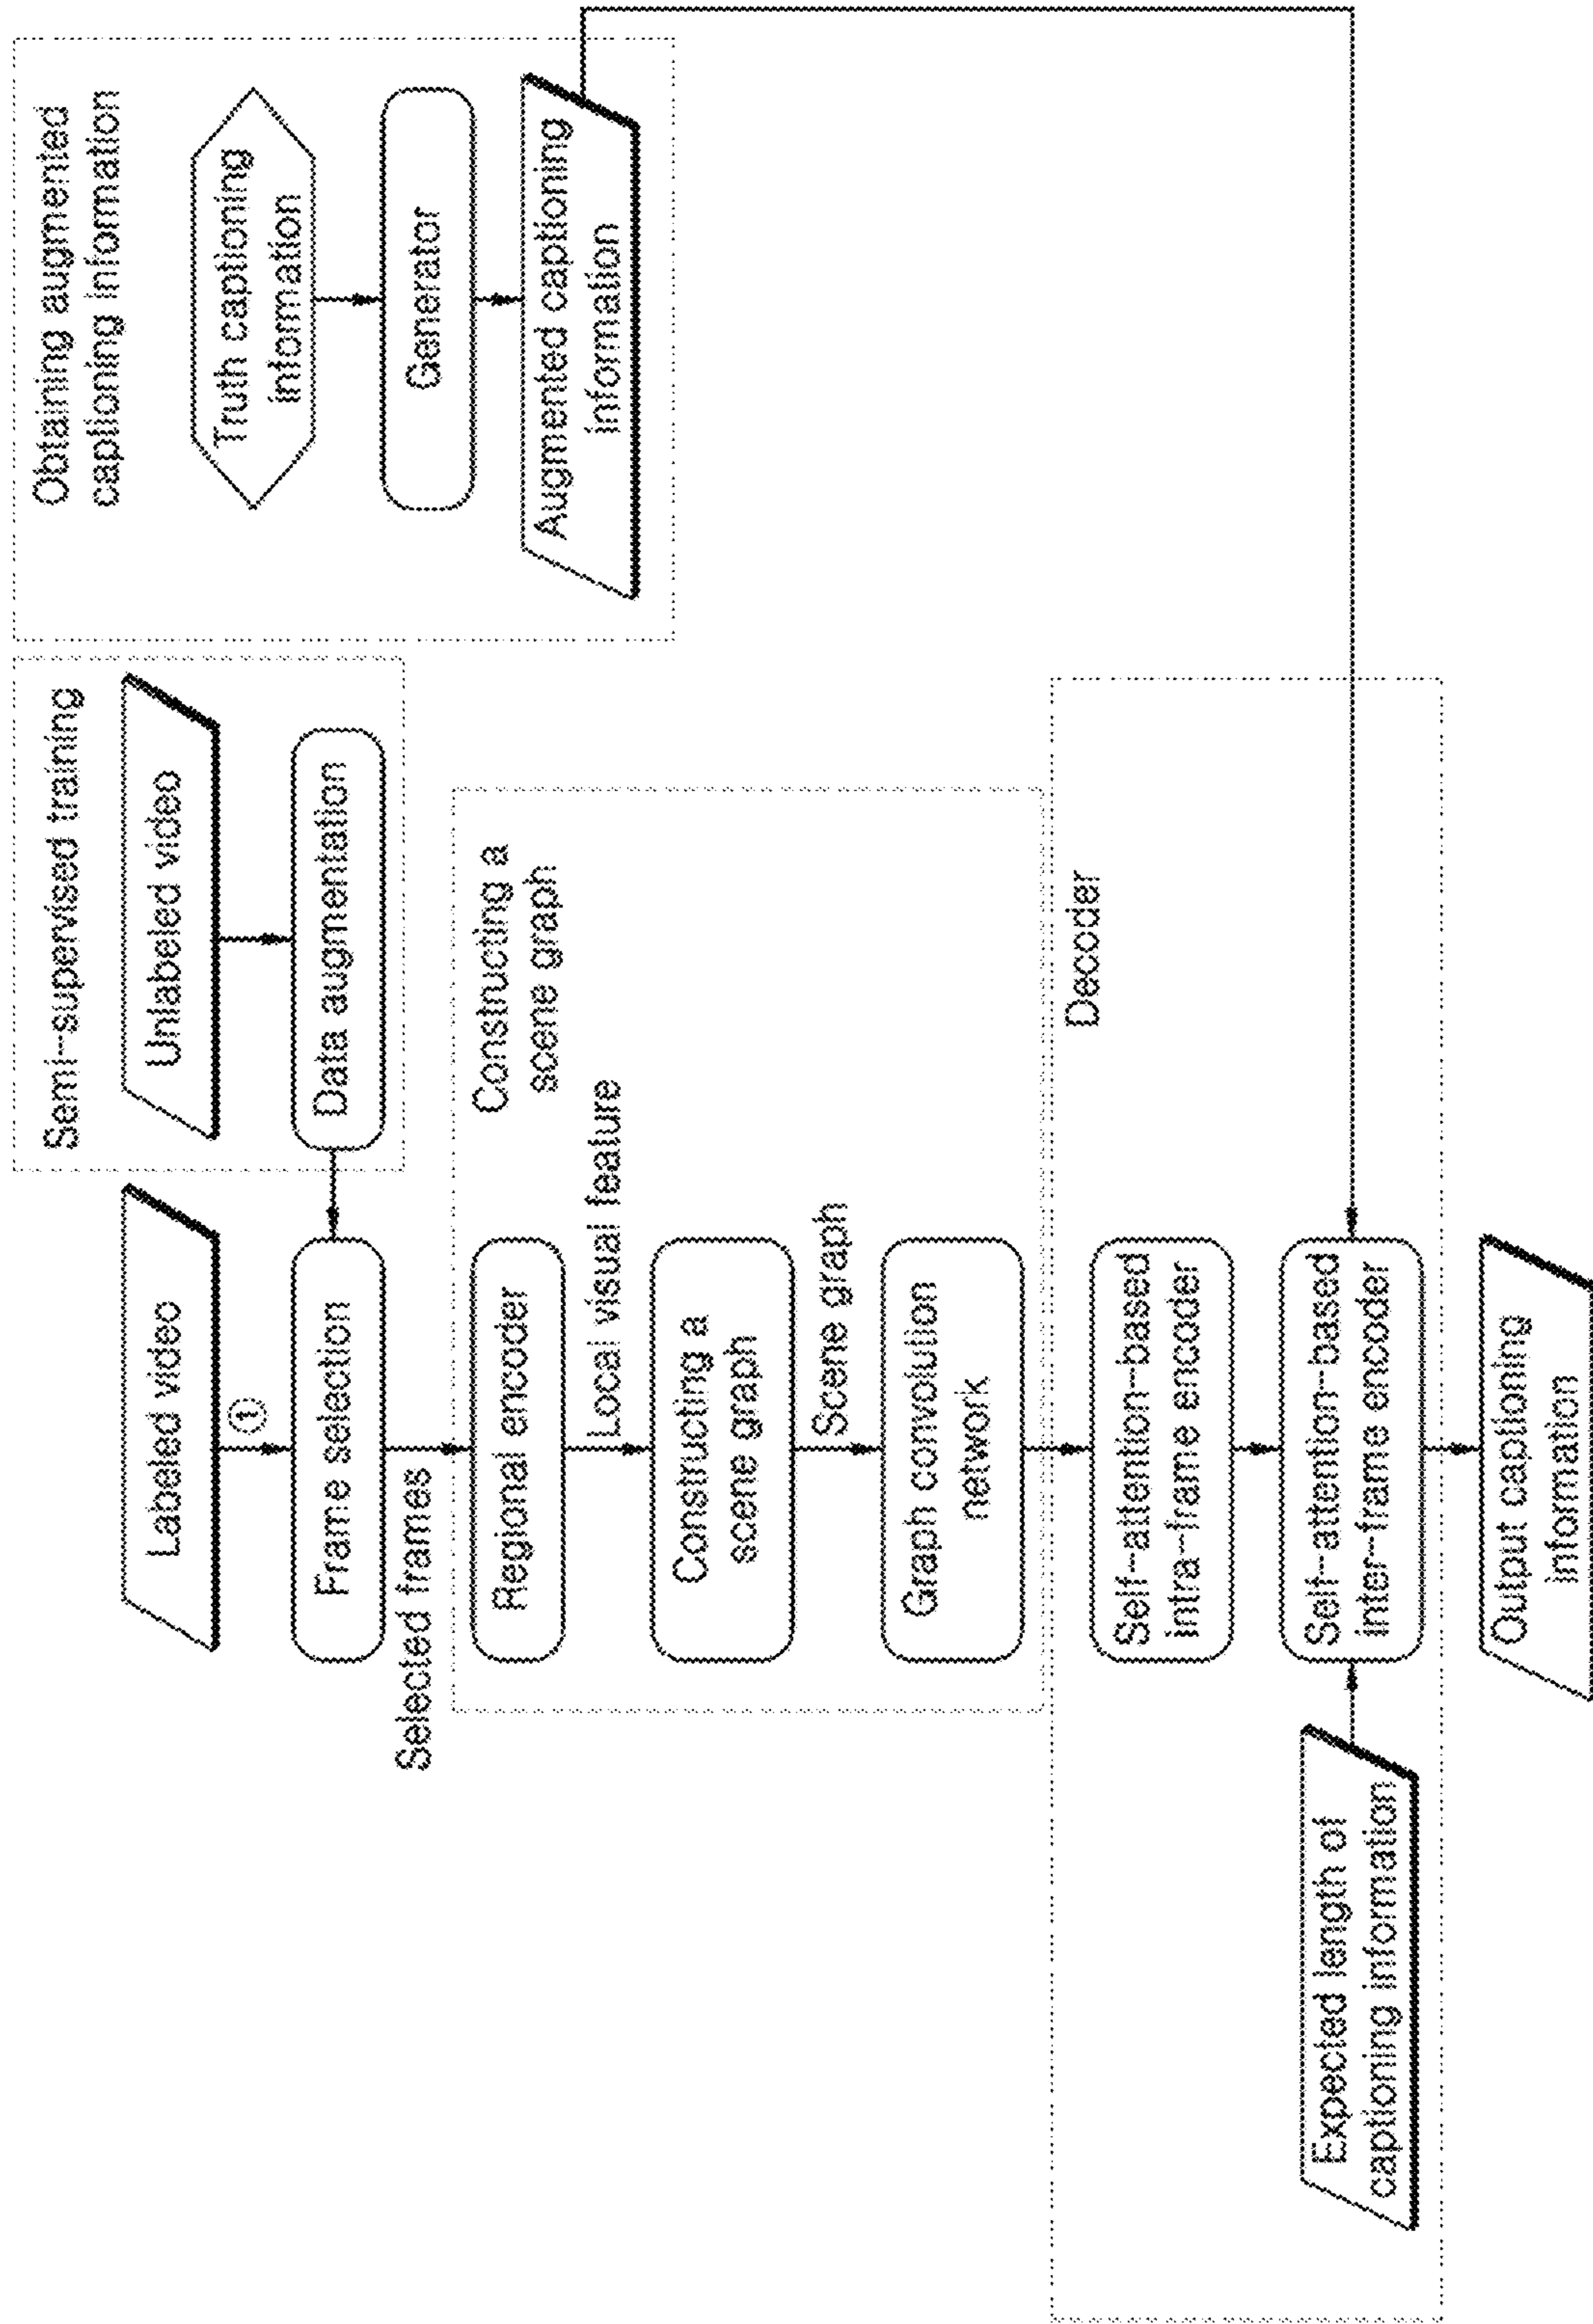 Obtaining augmented
captioning information
Truth captioning
information
Generator
Augmented captioning
information
Semi-supervised training
Unlabeled video
Data augmentation
Labeled video
①
Frame selection
Selected frames
Constructing a
scene graph
Regional encoder
Local visual feature
Constructing a
scene graph
Scene graph
Graph convolution
network
Decoder
Self-attention-based
intra-frame encoder
Self-attention-based
inter-frame encoder
Expected length of
captioning information
Output captioning
information